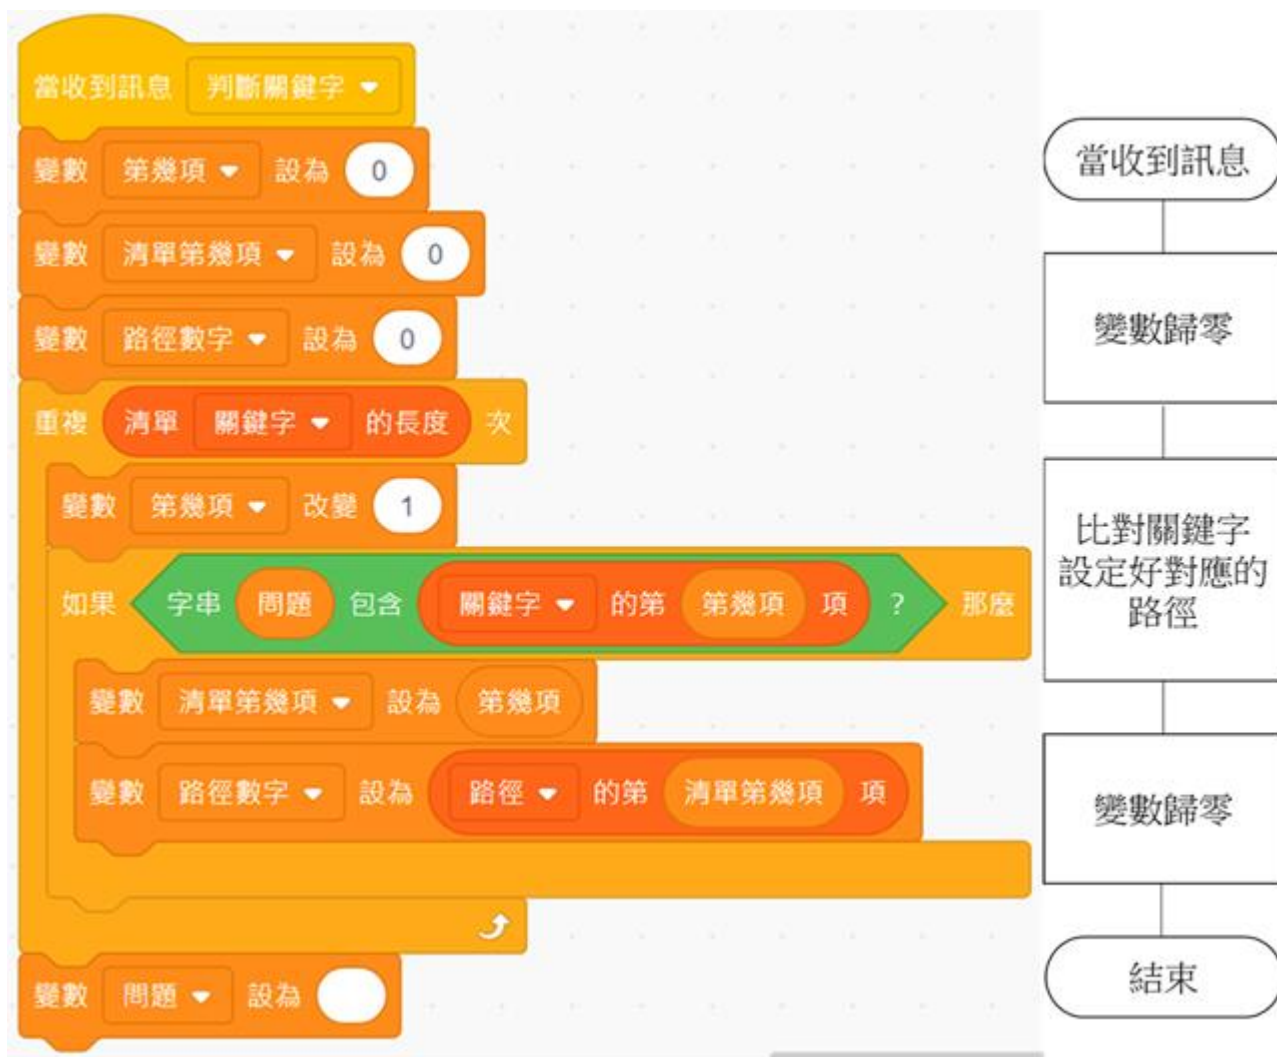 當收到訊息 判斷關鍵字
變數 第幾項 設為 0
變數 清單第幾項 設為 0
變數 路徑數字 設為 0
重複 清單 關鍵字 的長度 次
變數 第幾項 改變 1
如果 字串 問題 包含 關鍵字 的第 第幾項 項 ? 那麼
變數 清單第幾項 設為 第幾項
變數 路徑數字 設為 路徑 的第 清單第幾項 項
變數 問題 設為
當收到訊息
變數歸零
比對關鍵字
設定好對應的
路徑
變數歸零
結束